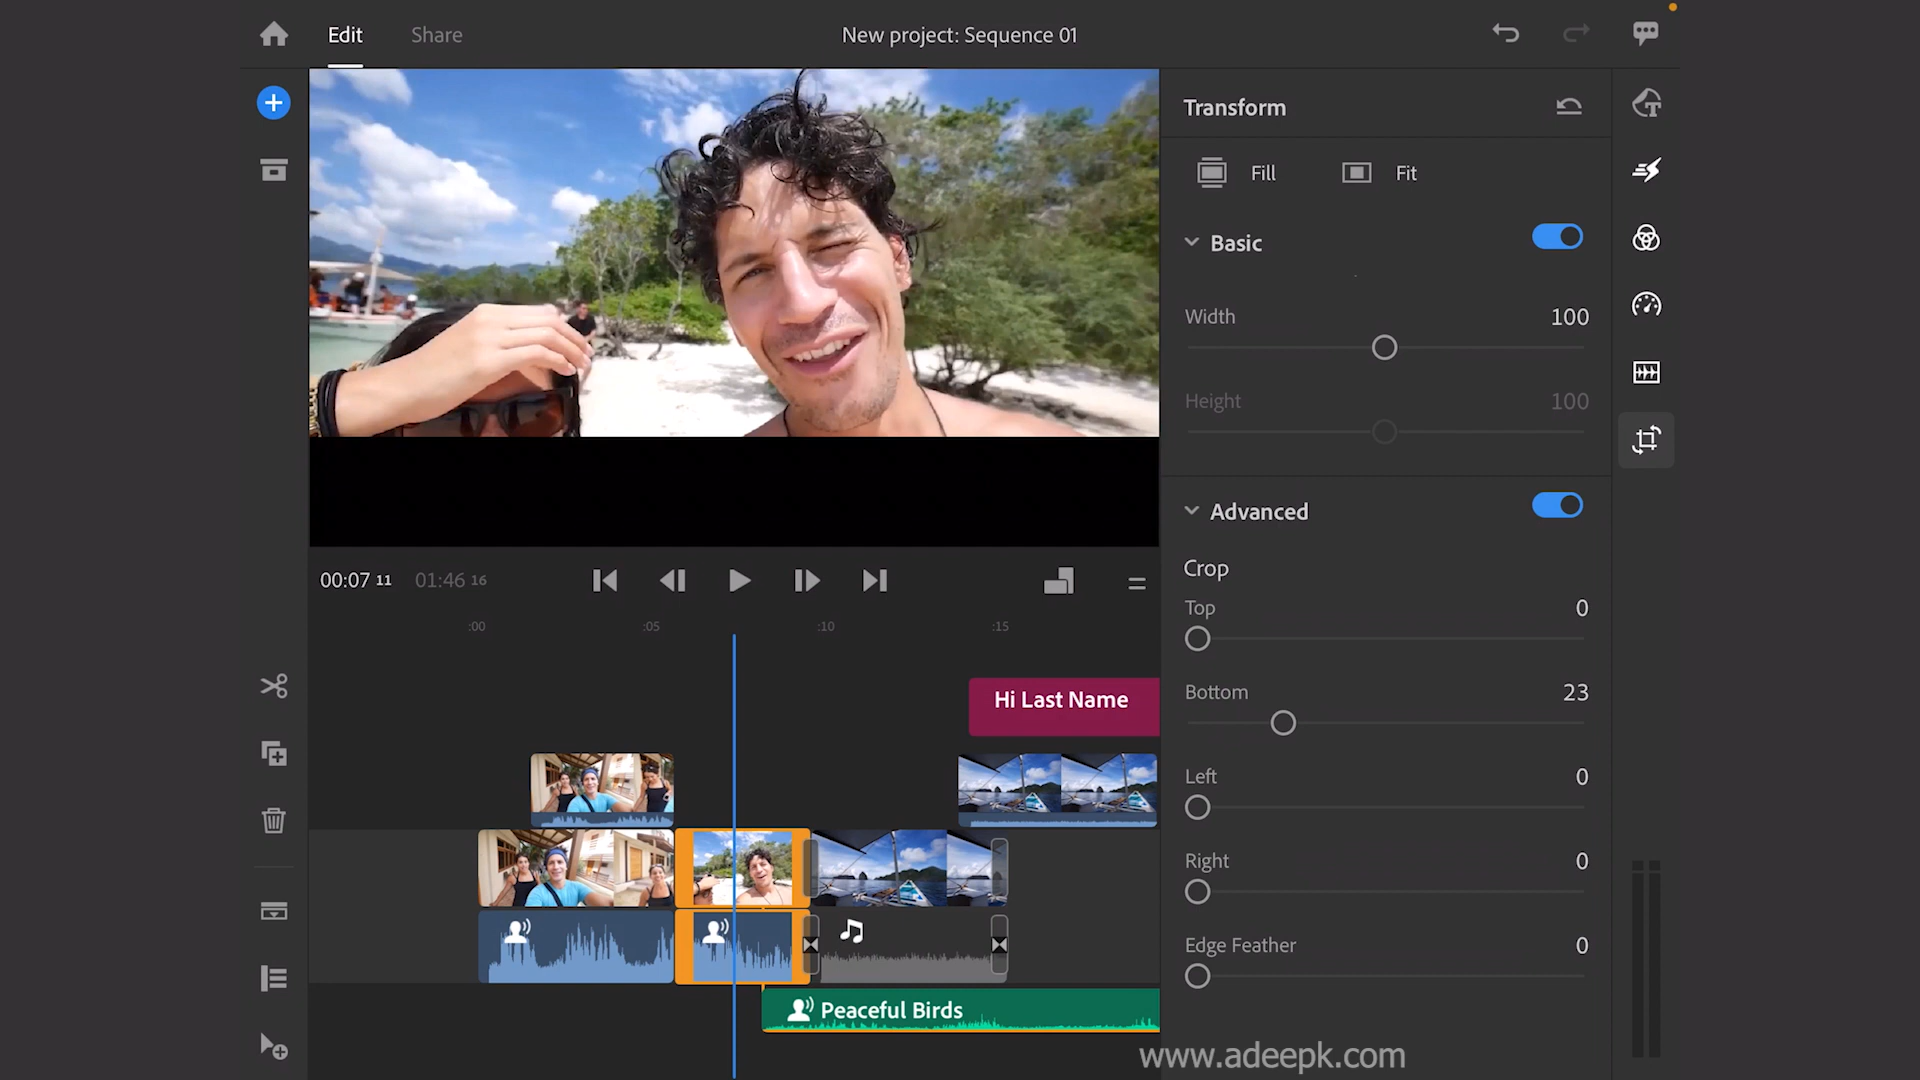 Edit
Share
New project: Sequence 01
Transform
Fill
Fit
Basic
Width
100
Height
100
Advanced
Crop
Top
0
Bottom
23
Left
0
Right
0
Edge Feather
0
00:07 11
01:46 16
:00
:05
:10
:15
Hi Last Name
Peaceful Birds
www.adeepk.com